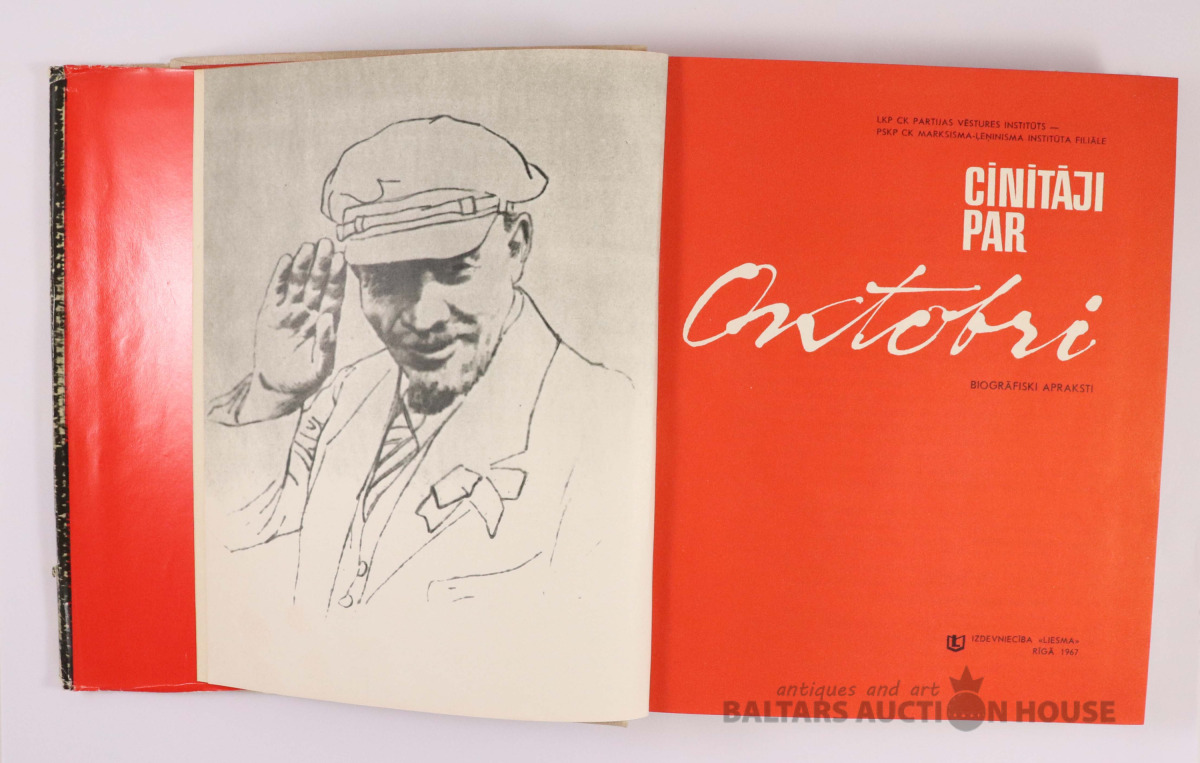 LKP CK PARTIJAS VĒSTURES INSTITŪTS —
PSKP CK MARKSISMA-ĻEŅINISMA INSTITŪTA FILIĀLE
CĪNĪTĀJI
PAR
Oktobri
BIOGRĀFISKI APRAKSTI
IZDEVNIECĪBA «LIESMA»
RĪGĀ 1967
antiques and art
BALTARS AUCTION HOUSE